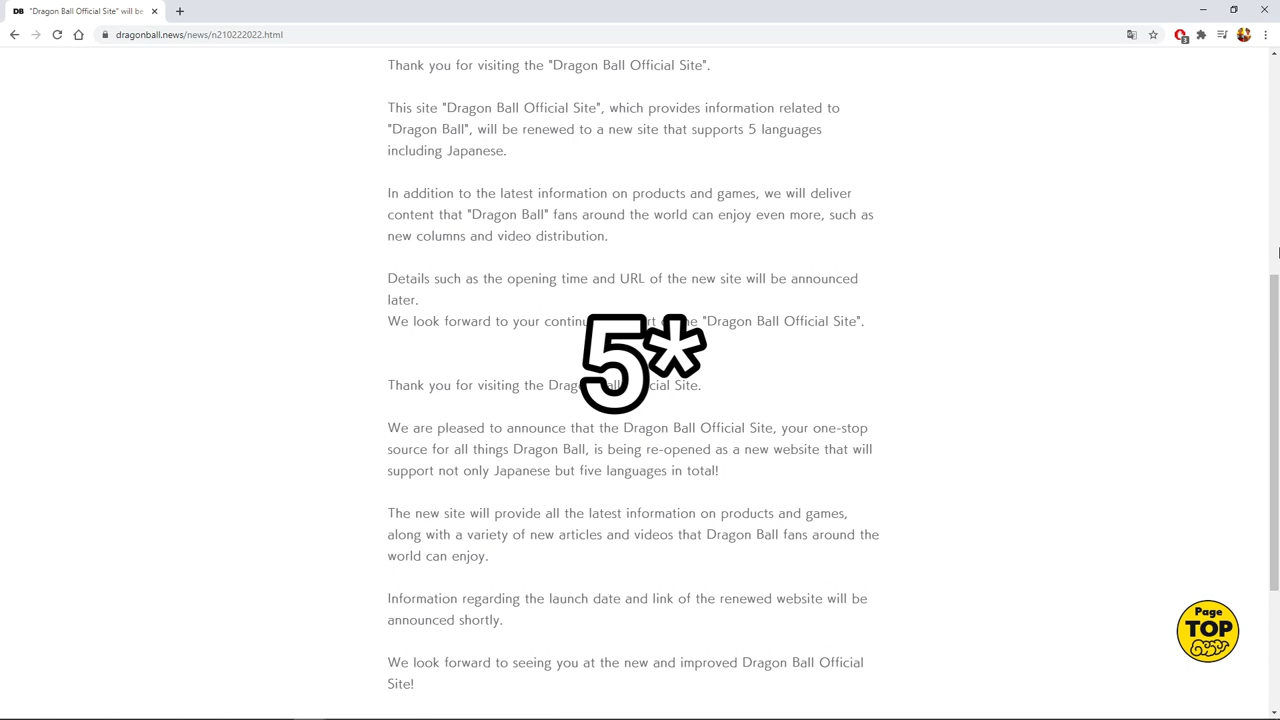 DB "Dragon Ball Official Site" will be
dragonball.news/news/n210222022.html
3
Thank you for visiting the "Dragon Ball Official Site".
This site "Dragon Ball Official Site", which provides information related to
"Dragon Ball", will be renewed to a new site that supports 5 languages
including Japanese.
In addition to the latest information on products and games, we will deliver
content that "Dragon Ball" fans around the world can enjoy even more, such as
new columns and video distribution.
Details such as the opening time and URL of the new site will be announced
later.
We look forward to your continu rt "Dragon Ball Official Site".
5*
Thank you for visiting the Drag all cial Site.
We are pleased to announce that the Dragon Ball Official Site, your one-stop
source for all things Dragon Ball, is being re-opened as a new website that will
support not only Japanese but five languages in total!
The new site will provide all the latest information on products and games,
along with a variety of new articles and videos that Dragon Ball fans around the
world can enjoy.
Information regarding the launch date and link of the renewed website will be
announced shortly.
We look forward to seeing you at the new and improved Dragon Ball Official
Site!
Page
TOP